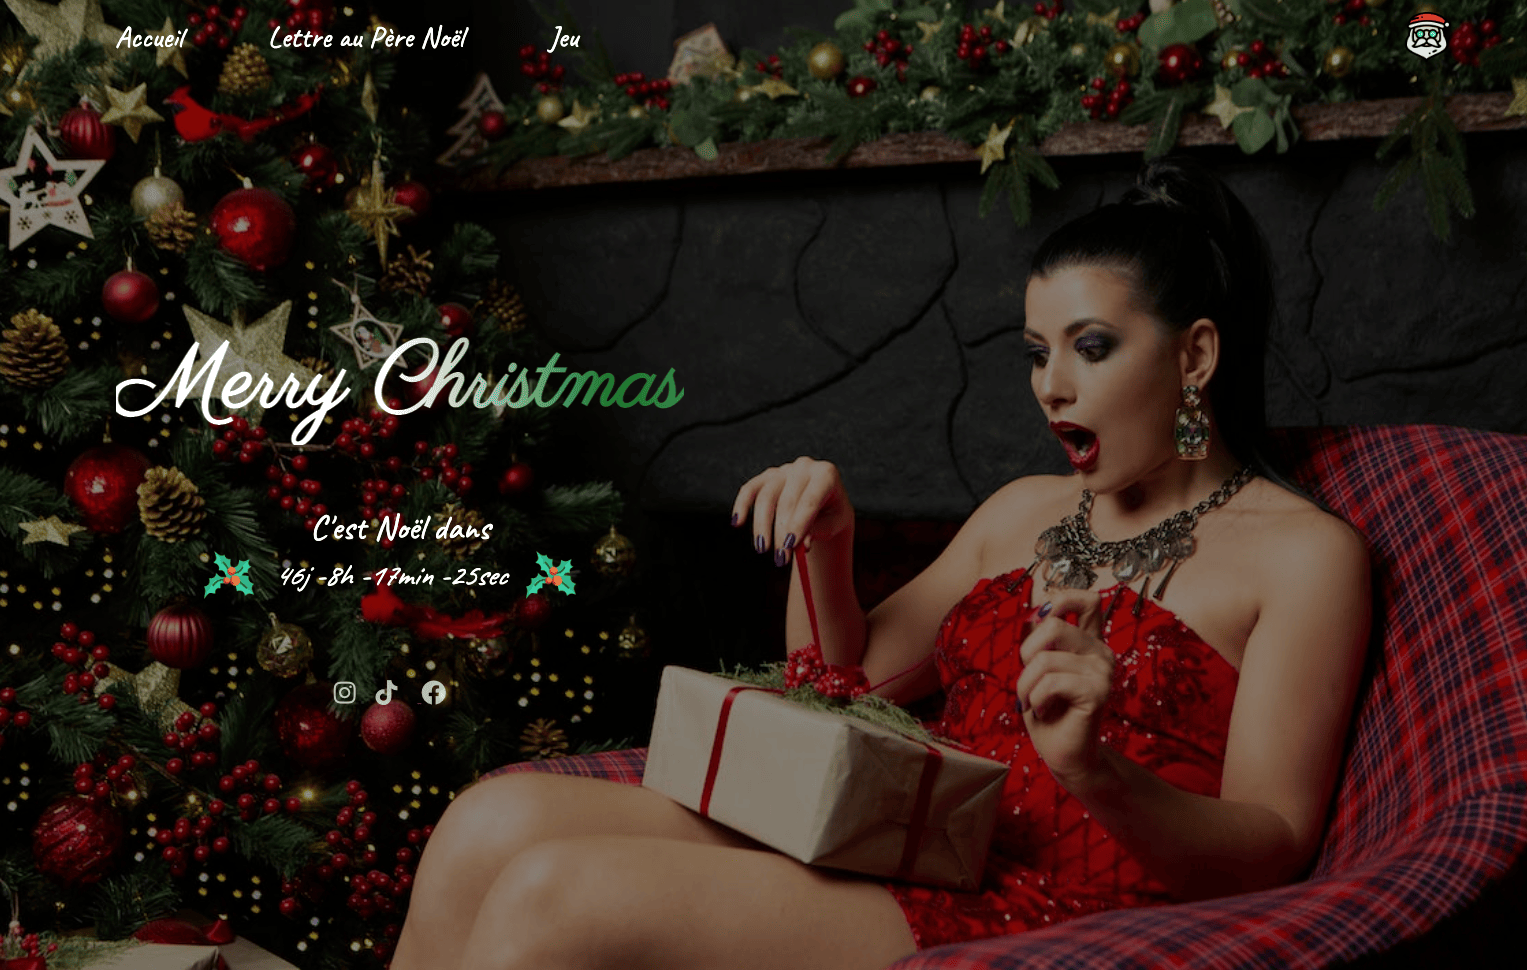 Accueil
Lettre au Père Noël
Jeu
Merry Christmas
C'est Noël dans
46j -8h -17min -25sec